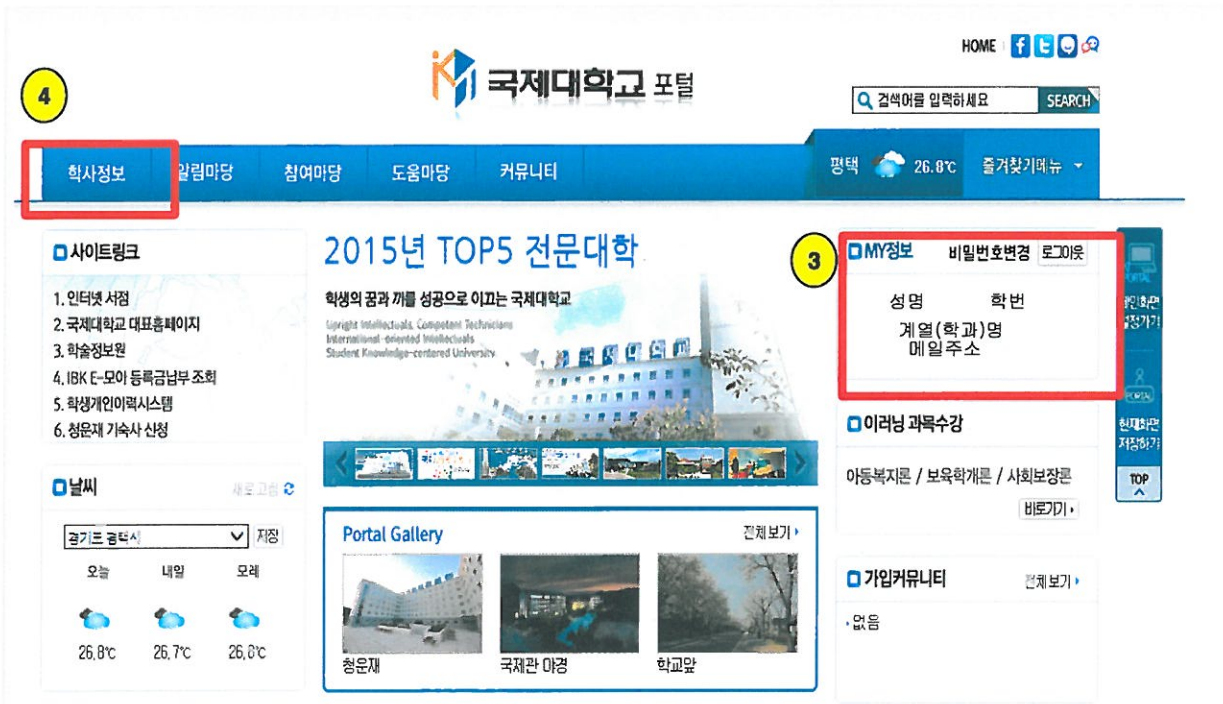 HOME
국제대학교 포털
4
검색어를 입력하세요 SEARCH
학사정보 알림마당 참여마당 도움마당 커뮤니티
평택 26.8℃ 즐겨찾기메뉴
사이트링크
1. 인터넷 서점
2. 국제대학교 대표홈페이지
3. 학술정보원
4. IBK E-모아 등록금납부 조회
5. 학생개인이력시스템
6. 청운재 기숙사 신청
날씨 새로고침
경기도 평택시 저장
오늘 내일 모레
26.8℃ 26.7℃ 26.8℃
2015년 TOP5 전문대학
학생의 꿈과 끼를 성공으로 이끄는 국제대학교
Upright Intellectuals, Competent Technicians
International-oriented Intellectuals
Student Knowledge-centered University
Portal Gallery 전체보기
청운재 국제관 야경 학교앞
3
MY정보 비밀번호변경 로그아웃
성명 학번
계열(학과)명
메일주소
이러닝 과목수강
아동복지론 / 보육학개론 / 사회보장론
바로가기
가입커뮤니티 전체보기
없음
PORTAL
PORTAL
현재화면
저장하기
TOP